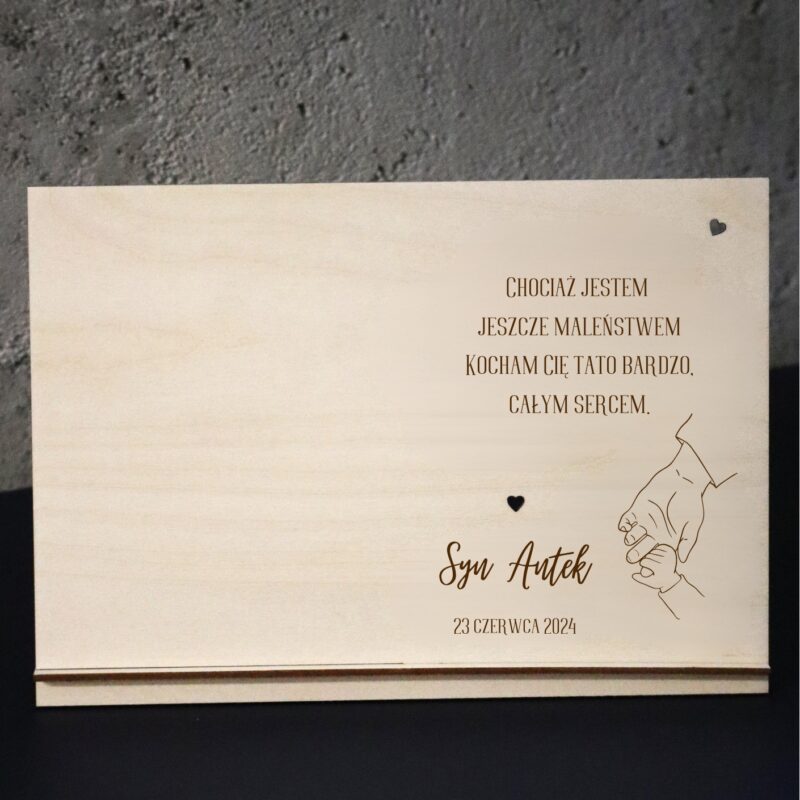 Chociaż jestem
jeszcze maleństwem
Kocham Cię tato bardzo,
całym sercem.
Syn Antek
23 czerwca 2024